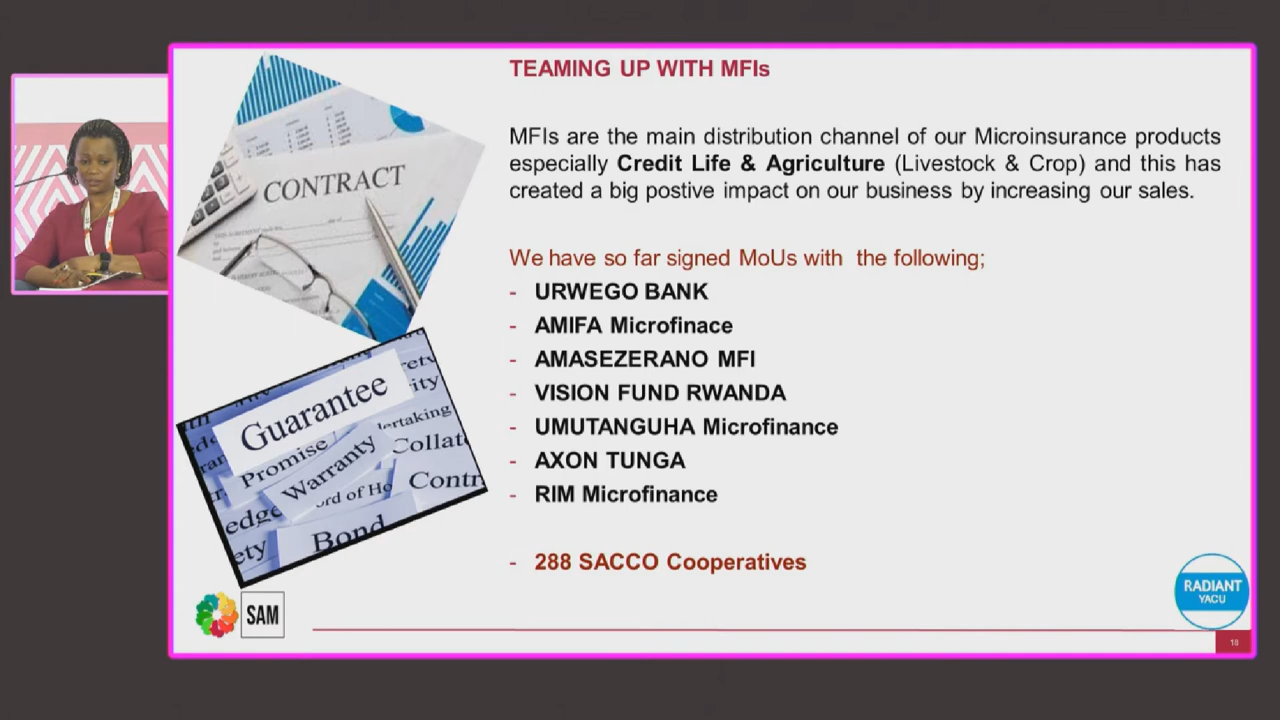 TEAMING UP WITH MFIs
MFIs are the main distribution channel of our Microinsurance products
especially Credit Life & Agriculture (Livestock & Crop) and this has
created a big postive impact on our business by increasing our sales.
We have so far signed MoUs with the following;
- URWEGO BANK
- AMIFA Microfinace
- AMASEZERANO MFI
- VISION FUND RWANDA
- UMUTANGUHA Microfinance
- AXON TUNGA
- RIM Microfinance
- 288 SACCO Cooperatives
CONTRACT
Guarantee
Promise
Warranty
Bond
SAM
RADIANT
YACU
18